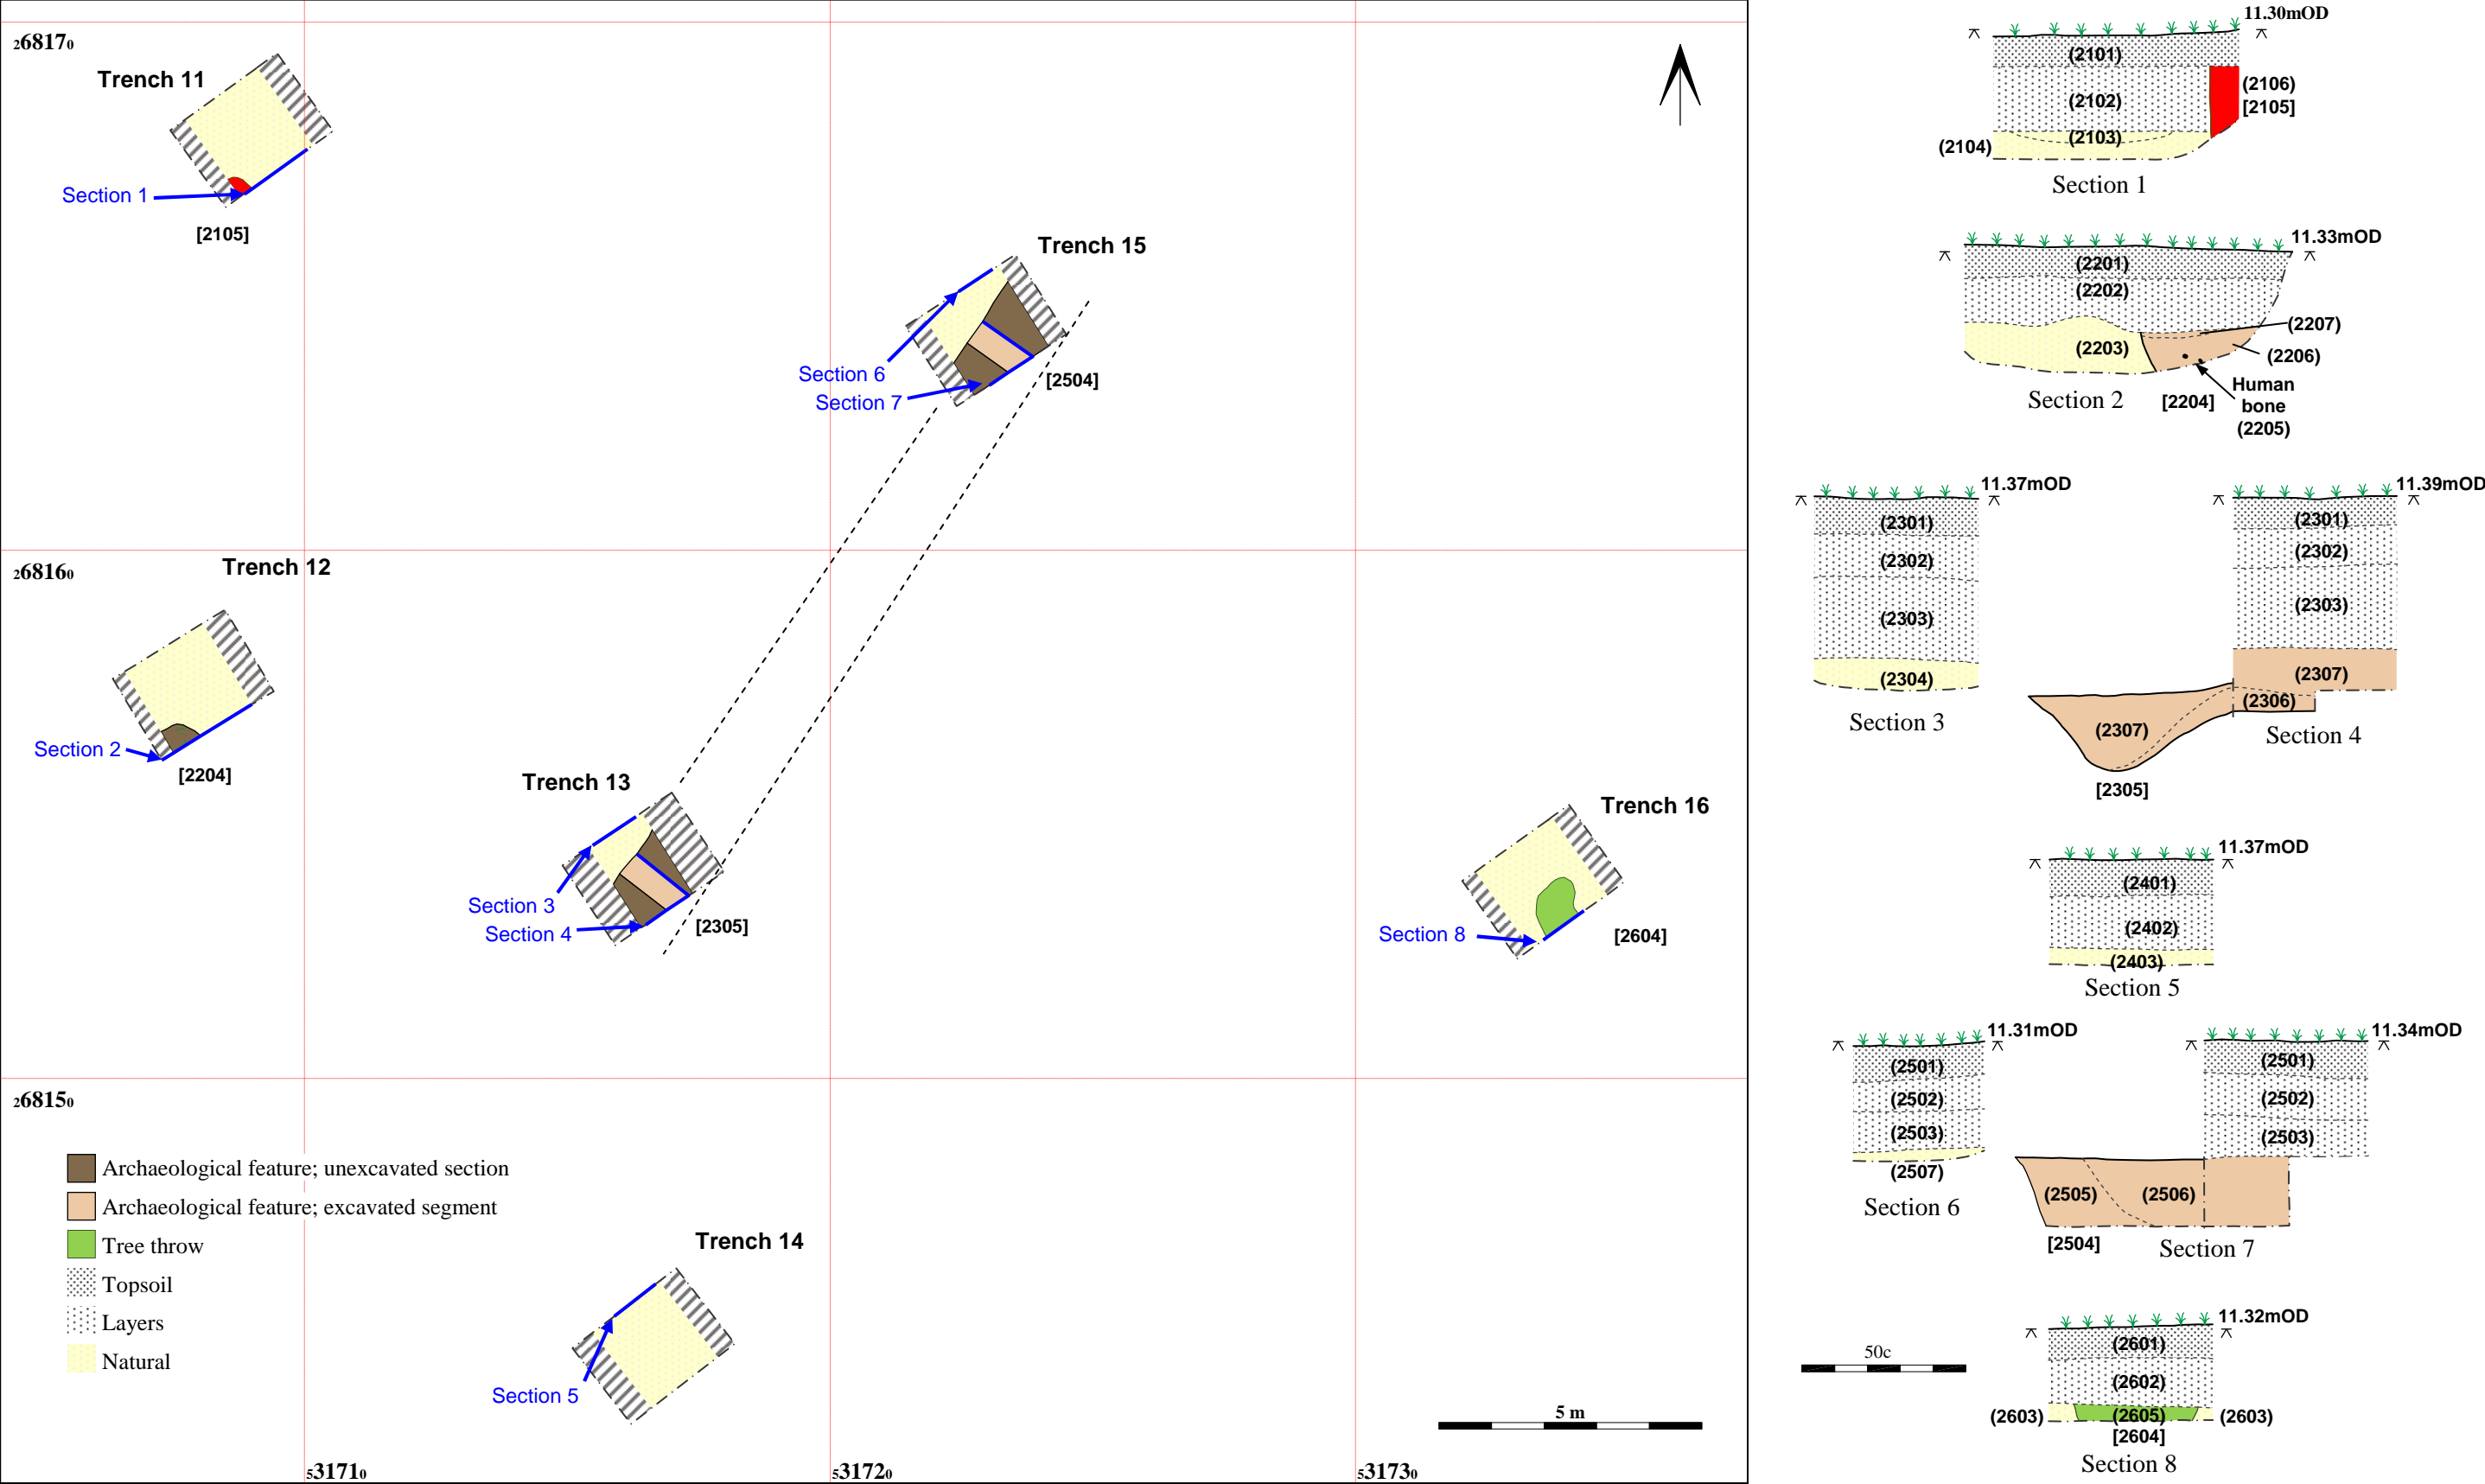 268170
Trench 11
Section 1
[2105]
Trench 15
Section 6
Section 7
[2504]
268160
Trench 12
Section 2
[2204]
Trench 13
Section 3
Section 4
[2305]
Trench 16
Section 8
[2604]
268150
Archaeological feature; unexcavated section
Archaeological feature; excavated segment
Tree throw
Topsoil
Layers
Natural
Trench 14
Section 5
5 m
531710
531720
531730
11.30mOD
(2101)
(2102)
(2106)
[2105]
(2103)
(2104)
Section 1
11.33mOD
(2201)
(2202)
(2207)
(2203)
(2206)
Human
bone
(2205)
[2204]
Section 2
11.37mOD
(2301)
(2302)
(2303)
(2304)
Section 3
11.39mOD
(2301)
(2302)
(2303)
(2307)
(2306)
(2307)
[2305]
Section 4
11.37mOD
(2401)
(2402)
(2403)
Section 5
11.31mOD
(2501)
(2502)
(2503)
(2507)
Section 6
11.34mOD
(2501)
(2502)
(2503)
(2505)
(2506)
[2504]
Section 7
50c
11.32mOD
(2601)
(2602)
(2603)
(2605)
(2603)
[2604]
Section 8